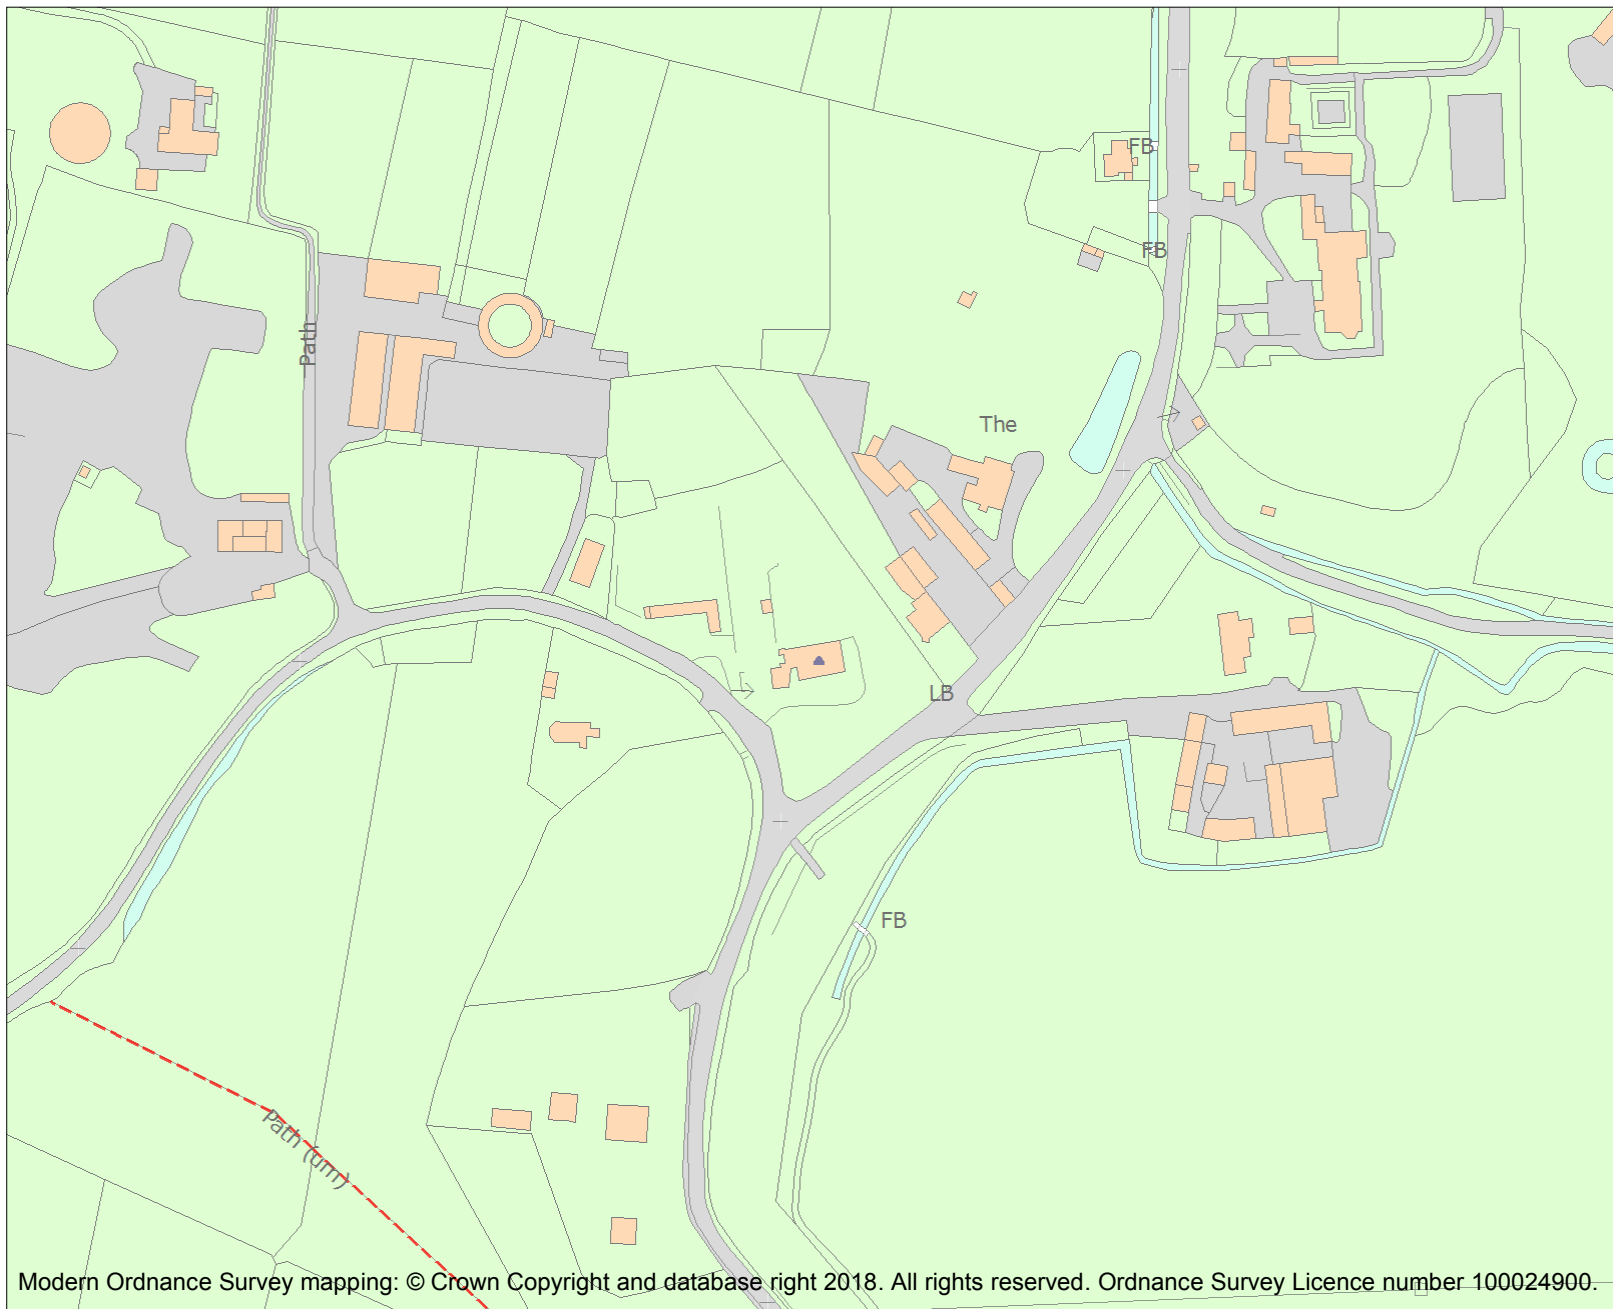 FB
FB
Path
The
LB
FB
Path (um)
Modern Ordnance Survey mapping: © Crown Copyright and database right 2018. All rights reserved. Ordnance Survey Licence number 100024900.